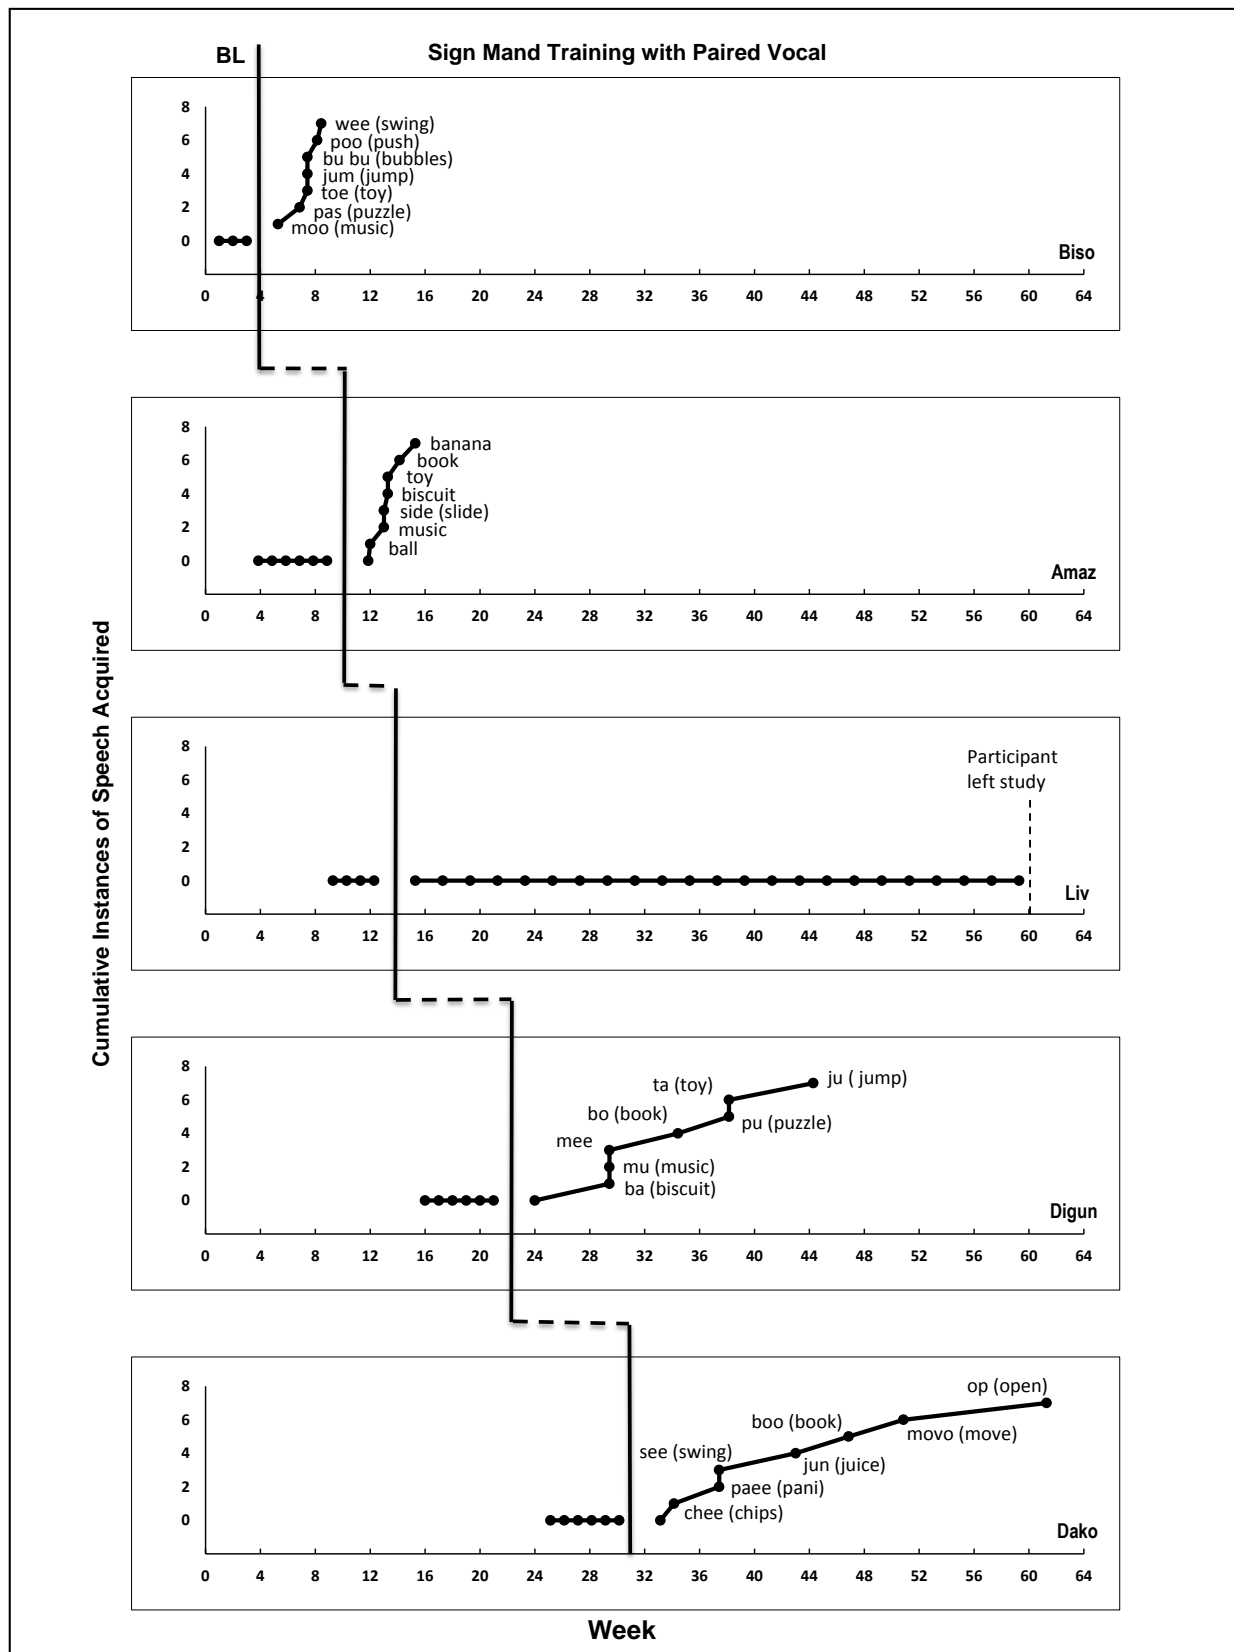 BL
Sign Mand Training with Paired Vocal
8
6
4
2
0
wee (swing)
poo (push)
bu bu (bubbles)
jum (jump)
toe (toy)
pas (puzzle)
moo (music)
Biso
0 4 8 12 16 20 24 28 32 36 40 44 48 52 56 60 64
8
6
4
2
0
banana
book
toy
biscuit
side (slide)
music
ball
Amaz
0 4 8 12 16 20 24 28 32 36 40 44 48 52 56 60 64
Cumulative Instances of Speech Acquired
8
6
4
2
0
Participant
left study
Liv
0 4 8 12 16 20 24 28 32 36 40 44 48 52 56 60 64
8
6
4
2
0
ju ( jump)
ta (toy)
bo (book)
pu (puzzle)
mee
mu (music)
ba (biscuit)
Digun
0 4 8 12 16 20 24 28 32 36 40 44 48 52 56 60 64
8
6
4
2
0
op (open)
boo (book)
movo (move)
see (swing)
jun (juice)
paee (pani)
chee (chips)
Dako
0 4 8 12 16 20 24 28 32 36 40 44 48 52 56 60 64
Week